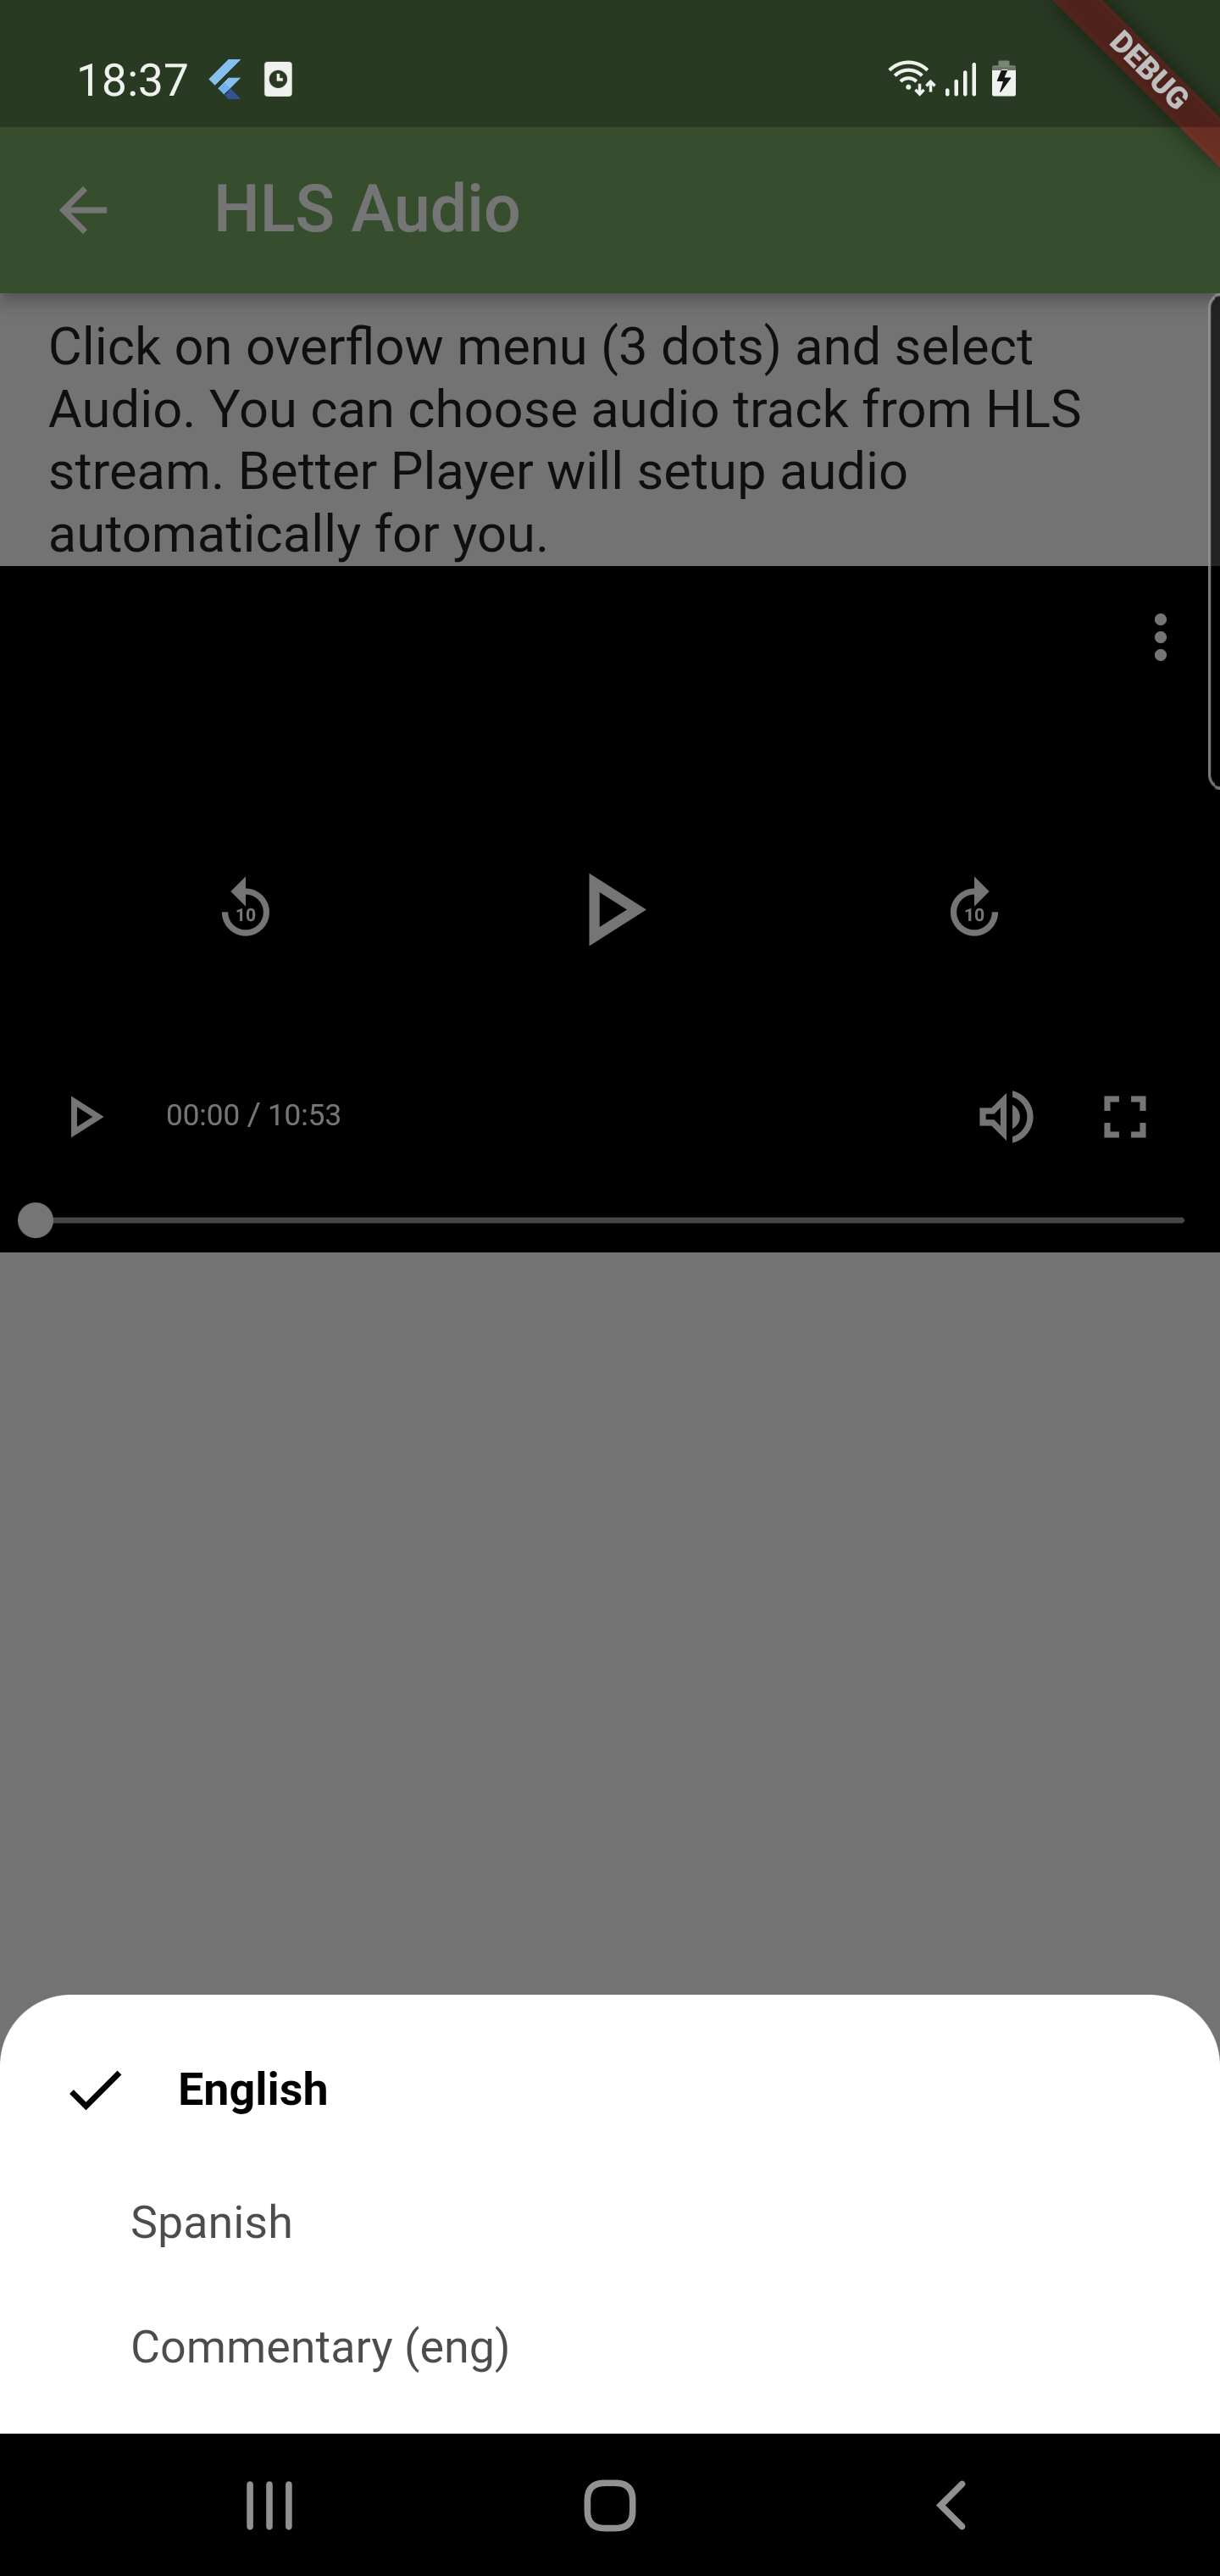 18:37
DEBUG
HLS Audio
Click on overflow menu (3 dots) and select
Audio. You can choose audio track from HLS
stream. Better Player will setup audio
automatically for you.
10
10
00:00 / 10:53
English
Spanish
Commentary (eng)